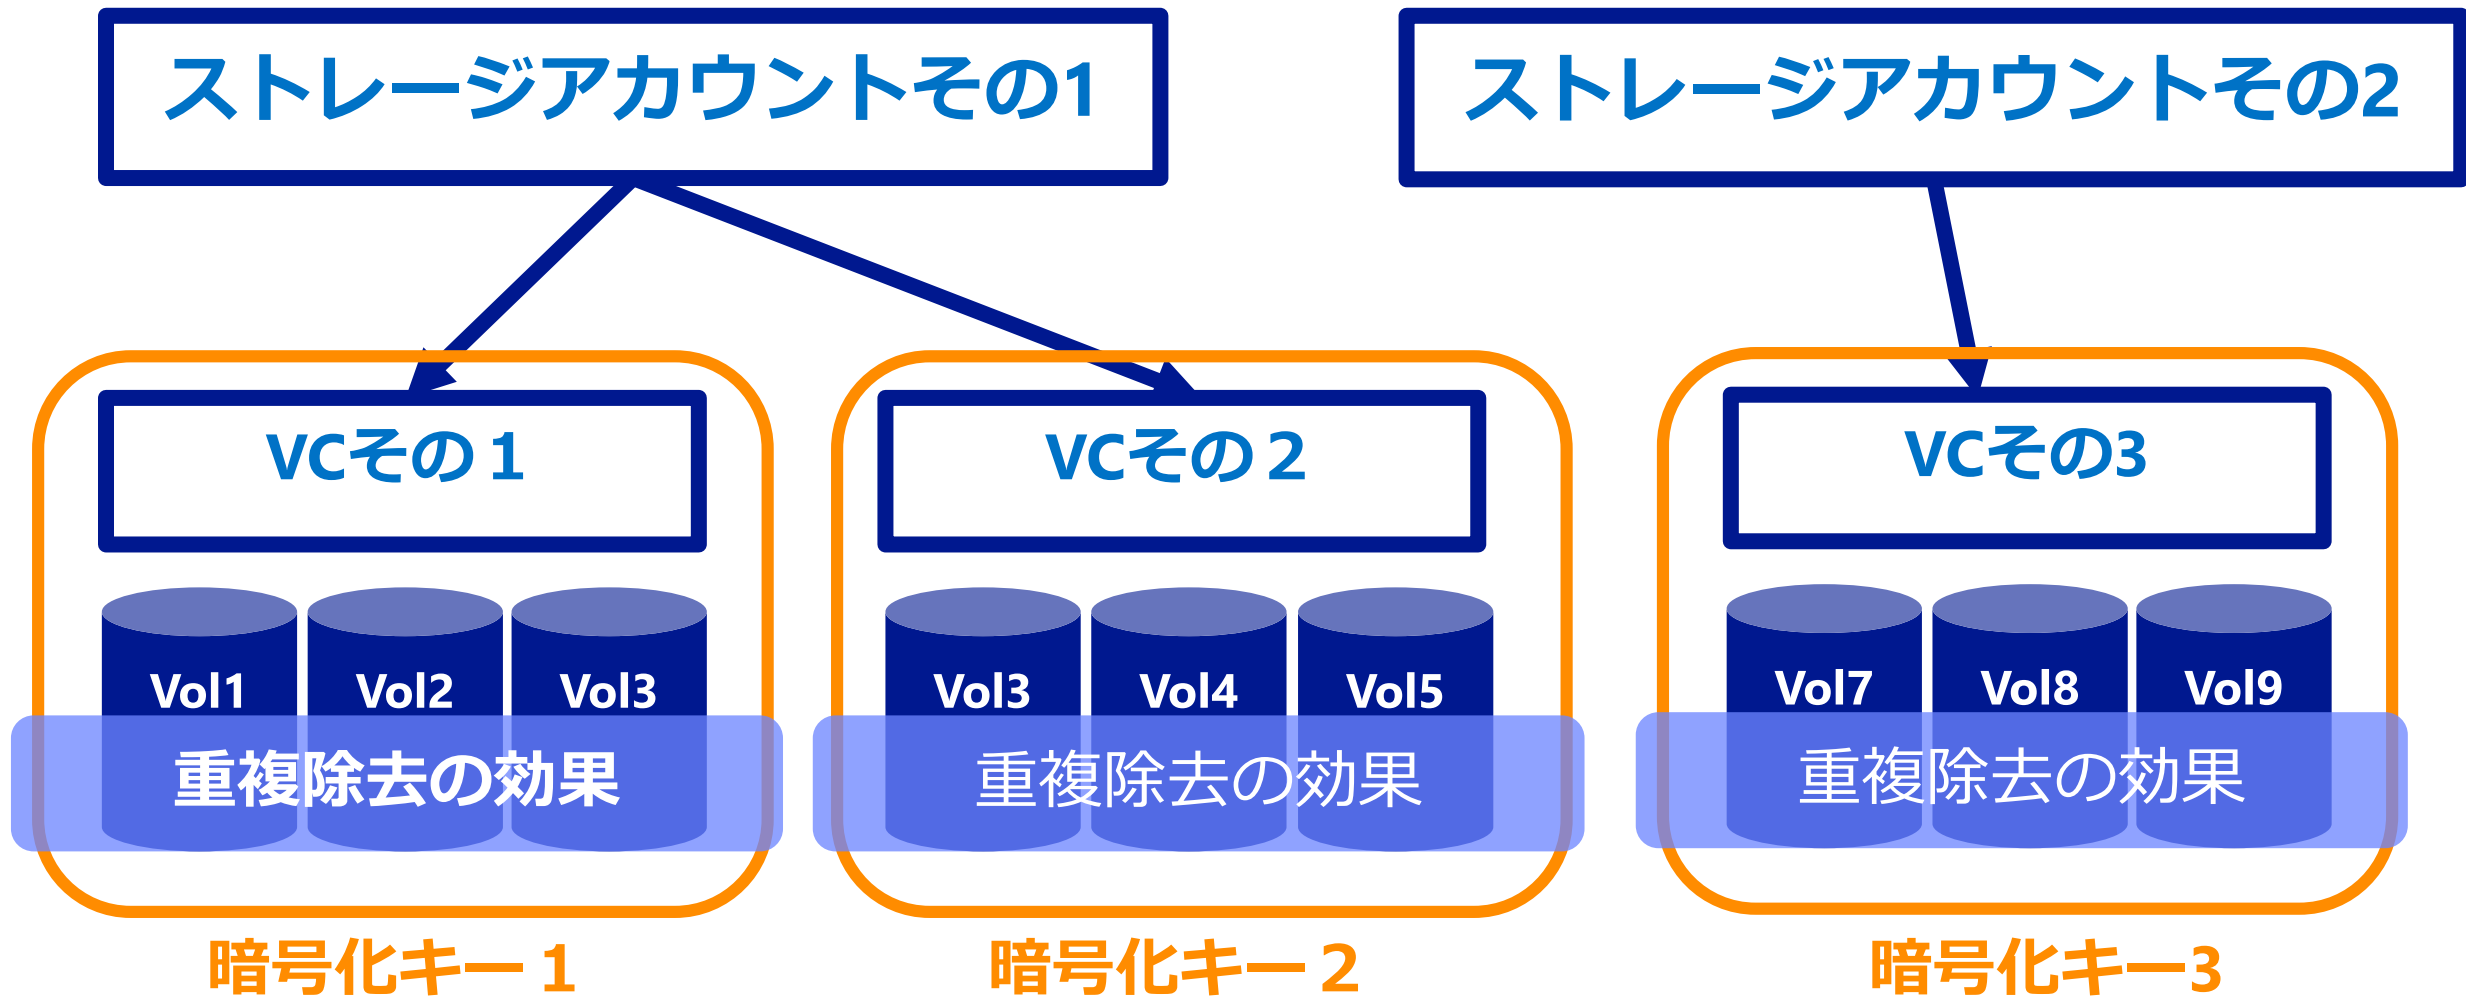 ストレージアカウントその1
ストレージアカウントその2
VCその１
VCその２
VCその3
Vol1 Vol2 Vol3
Vol3 Vol4 Vol5
Vol7 Vol8 Vol9
重複除去の効果
重複除去の効果
重複除去の効果
暗号化キー１
暗号化キー２
暗号化キー3